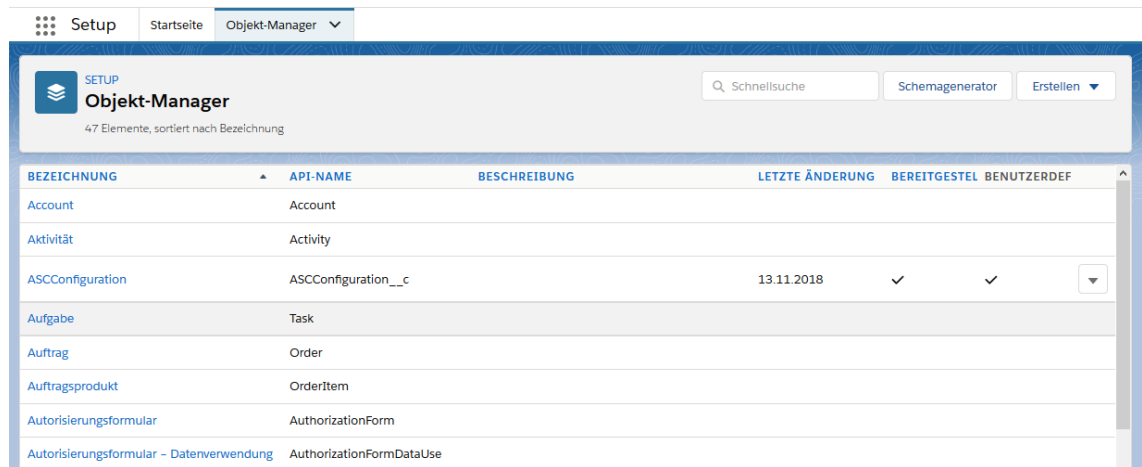 Setup Startseite Objekt-Manager
SETUP
Objekt-Manager
47 Elemente, sortiert nach Bezeichnung
Schnellsuche Schemagenerator Erstellen
BEZEICHNUNG API-NAME BESCHREIBUNG LETZTE ÄNDERUNG BEREITGESTEL BENUTZERDEF
Account Account
Aktivität Activity
ASCConfiguration ASCConfiguration__c 13.11.2018
Aufgabe Task
Auftrag Order
Auftragsprodukt OrderItem
Autorisierungsformular AuthorizationForm
Autorisierungsformular – Datenverwendung AuthorizationFormDataUse